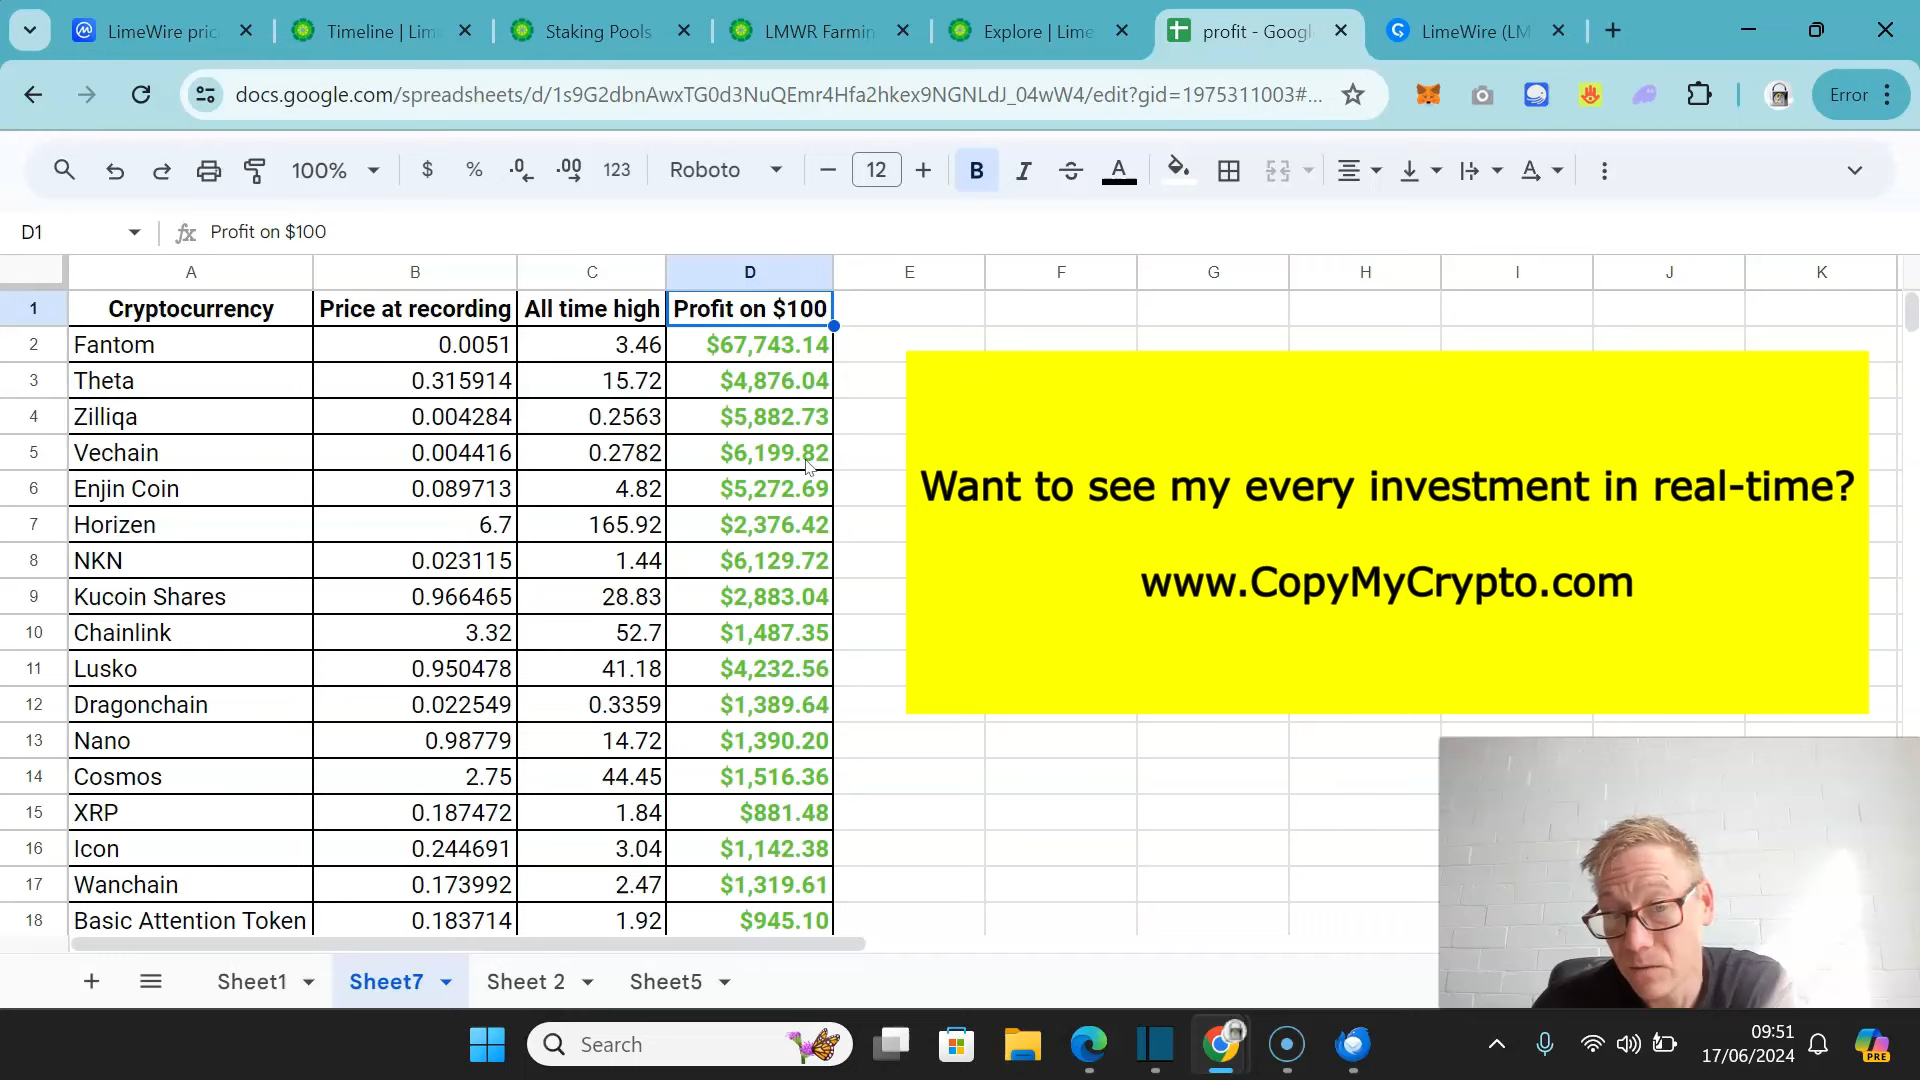 LimeWire pric
Timeline | Lim
Staking Pools
LMWR Farmin
Explore | Lime
profit - Googl
LimeWire (LM
docs.google.com/spreadsheets/d/1s9G2dbnAwxTG0d3NuQEmr4Hfa2hkex9NGNLdJ_04wW4/edit?gid=1975311003#...
Error
100%
$
%
.0
.00
123
Roboto
12
B
I
A
A
D1
fx
Profit on $100
A B C D E F G H I J K
1 Cryptocurrency Price at recording All time high Profit on $100
2 Fantom 0.0051 3.46 $67,743.14
3 Theta 0.315914 15.72 $4,876.04
4 Zilliqa 0.004284 0.2563 $5,882.73
5 Vechain 0.004416 0.2782 $6,199.82
6 Enjin Coin 0.089713 4.82 $5,272.69
7 Horizen 6.7 165.92 $2,376.42
8 NKN 0.023115 1.44 $6,129.72
9 Kucoin Shares 0.966465 28.83 $2,883.04
10 Chainlink 3.32 52.7 $1,487.35
11 Lusko 0.950478 41.18 $4,232.56
12 Dragonchain 0.022549 0.3359 $1,389.64
13 Nano 0.98779 14.72 $1,390.20
14 Cosmos 2.75 44.45 $1,516.36
15 XRP 0.187472 1.84 $881.48
16 Icon 0.244691 3.04 $1,142.38
17 Wanchain 0.173992 2.47 $1,319.61
18 Basic Attention Token 0.183714 1.92 $945.10
Want to see my every investment in real-time?
www.CopyMyCrypto.com
Sheet1
Sheet7
Sheet 2
Sheet5
Search
09:51
17/06/2024
PRE